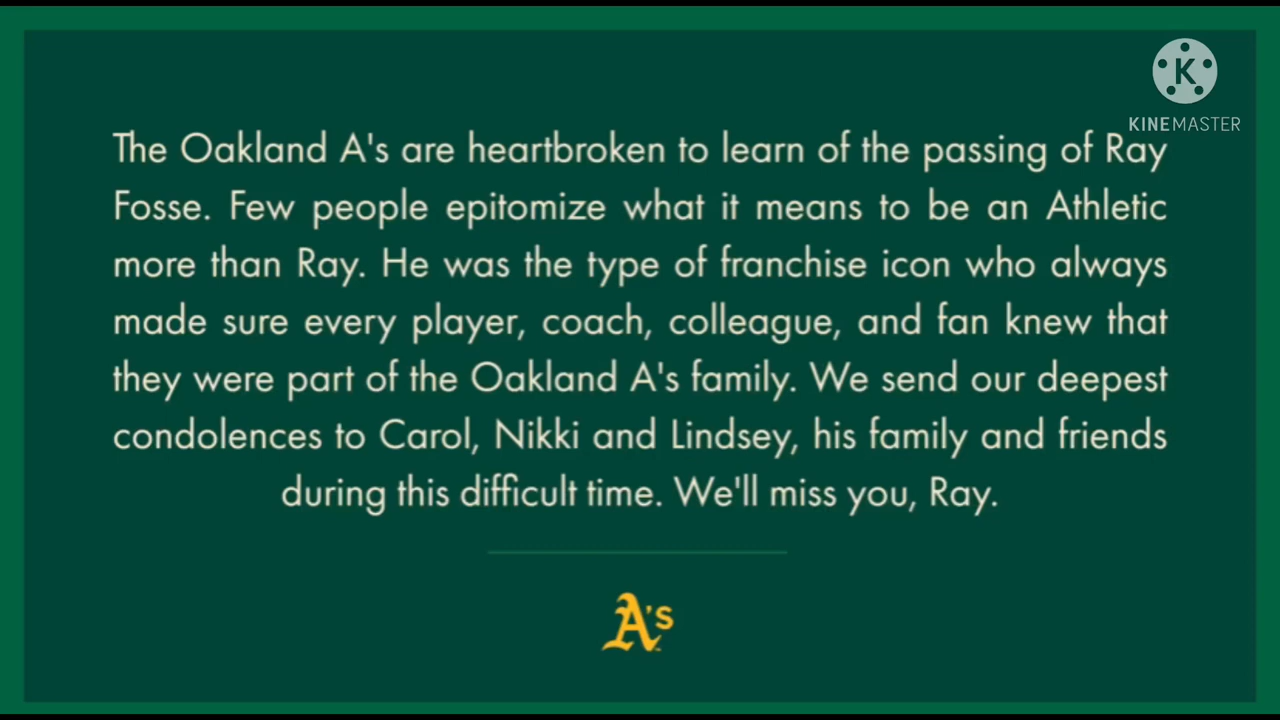 K
KINEMASTER
The Oakland A's are heartbroken to learn of the passing of Ray
Fosse. Few people epitomize what it means to be an Athletic
more than Ray. He was the type of franchise icon who always
made sure every player, coach, colleague, and fan knew that
they were part of the Oakland A's family. We send our deepest
condolences to Carol, Nikki and Lindsey, his family and friends
during this difficult time. We'll miss you, Ray.
A's